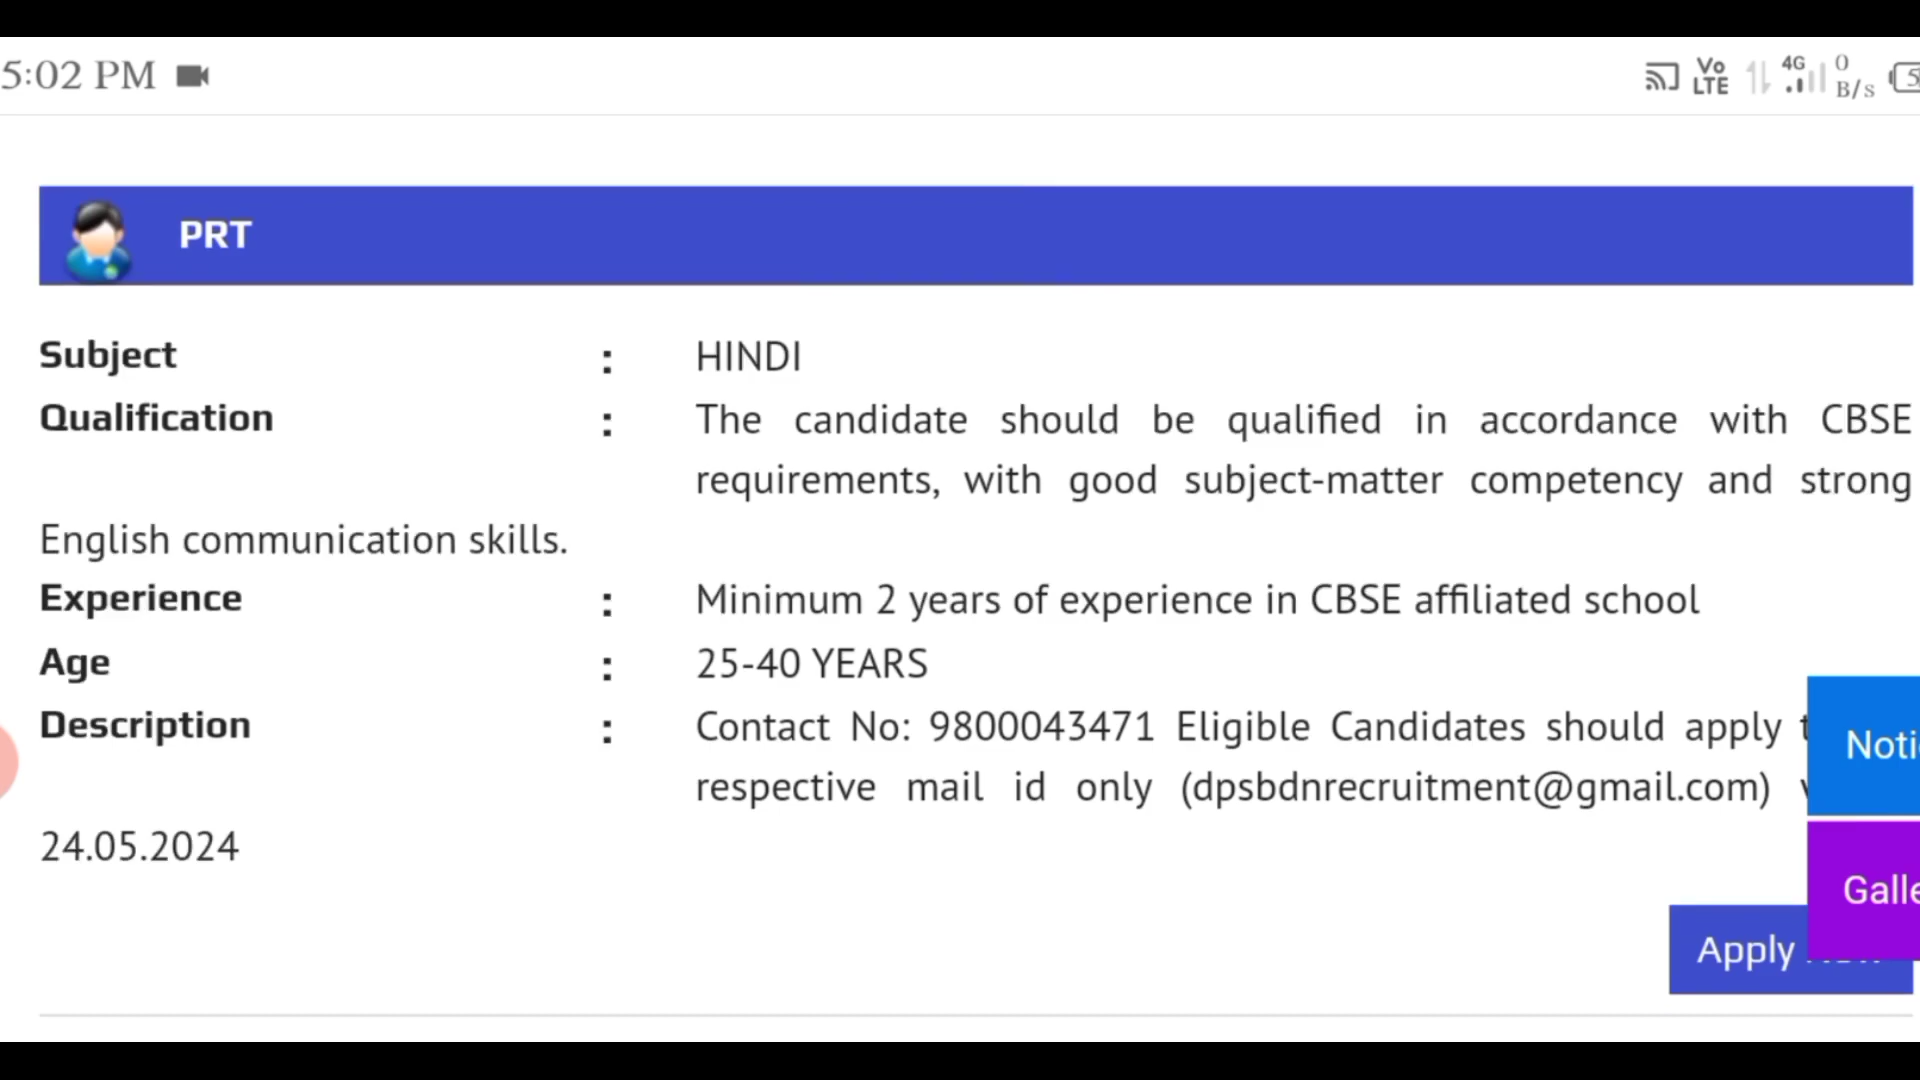 5:02 PM
Vo LTE 4G 0 B/s
PRT
Subject : HINDI
Qualification : The candidate should be qualified in accordance with CBSE
requirements, with good subject-matter competency and strong
English communication skills.
Experience : Minimum 2 years of experience in CBSE affiliated school
Age : 25-40 YEARS
Description : Contact No: 9800043471 Eligible Candidates should apply
respective mail id only (dpsbdnrecruitment@gmail.com)
24.05.2024
Apply